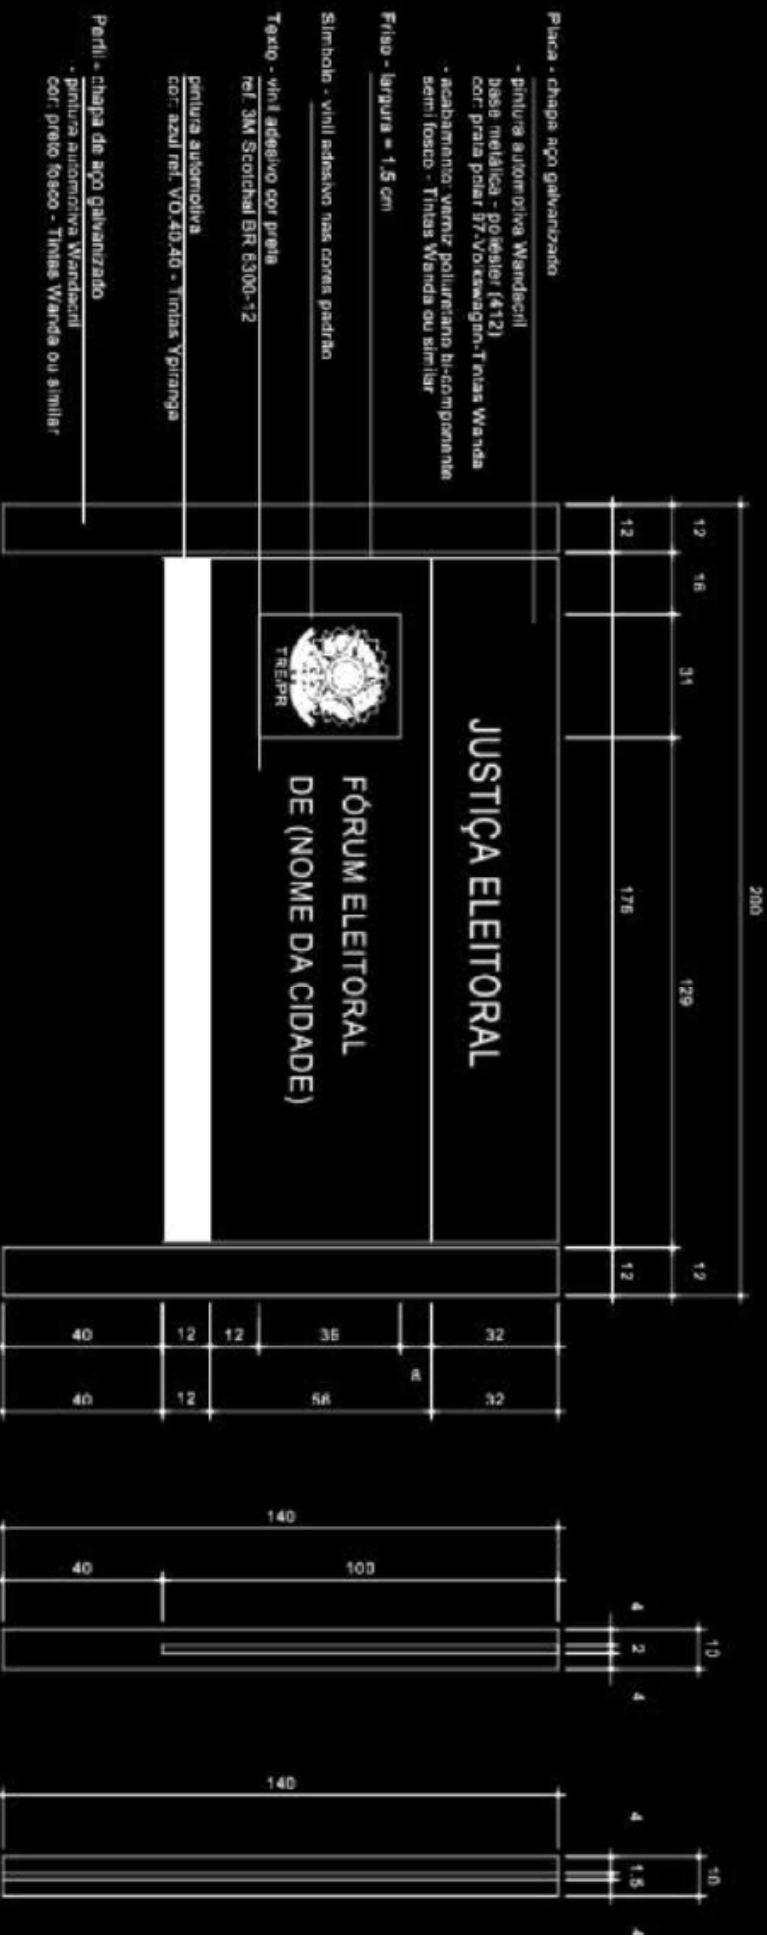 Placa - chapa aço galvanizado
- pintura automotiva Wandacril
base metálica - poliéster (412)
cor: prata polar 97-Volkswagen-Tintas Wanda
- acabamento: verniz poliuretano bi-componente
semi fosco - Tintas Wanda ou similar
Friso - largura = 1,5 cm
Símbolo - vinil adesivo nas cores padrão
Texto - vinil adesivo cor preta
ref. 3M Scotchal BR 6300-12
pintura automotiva
cor: azul ref. VO.40.40 - Tintas Ypiranga
Perfil - chapa de aço galvanizado
- pintura automotiva Wandacril
cor: preto fosco - Tintas Wanda ou similar
200
12 16 31 129 12
12 176 12
JUSTIÇA ELEITORAL
FÓRUM ELEITORAL
DE (NOME DA CIDADE)
TRE/PR
40 12 12 36 8 32
40 12 56 32
140
40 100
4 2 4
10
140
4 1,5 4
10